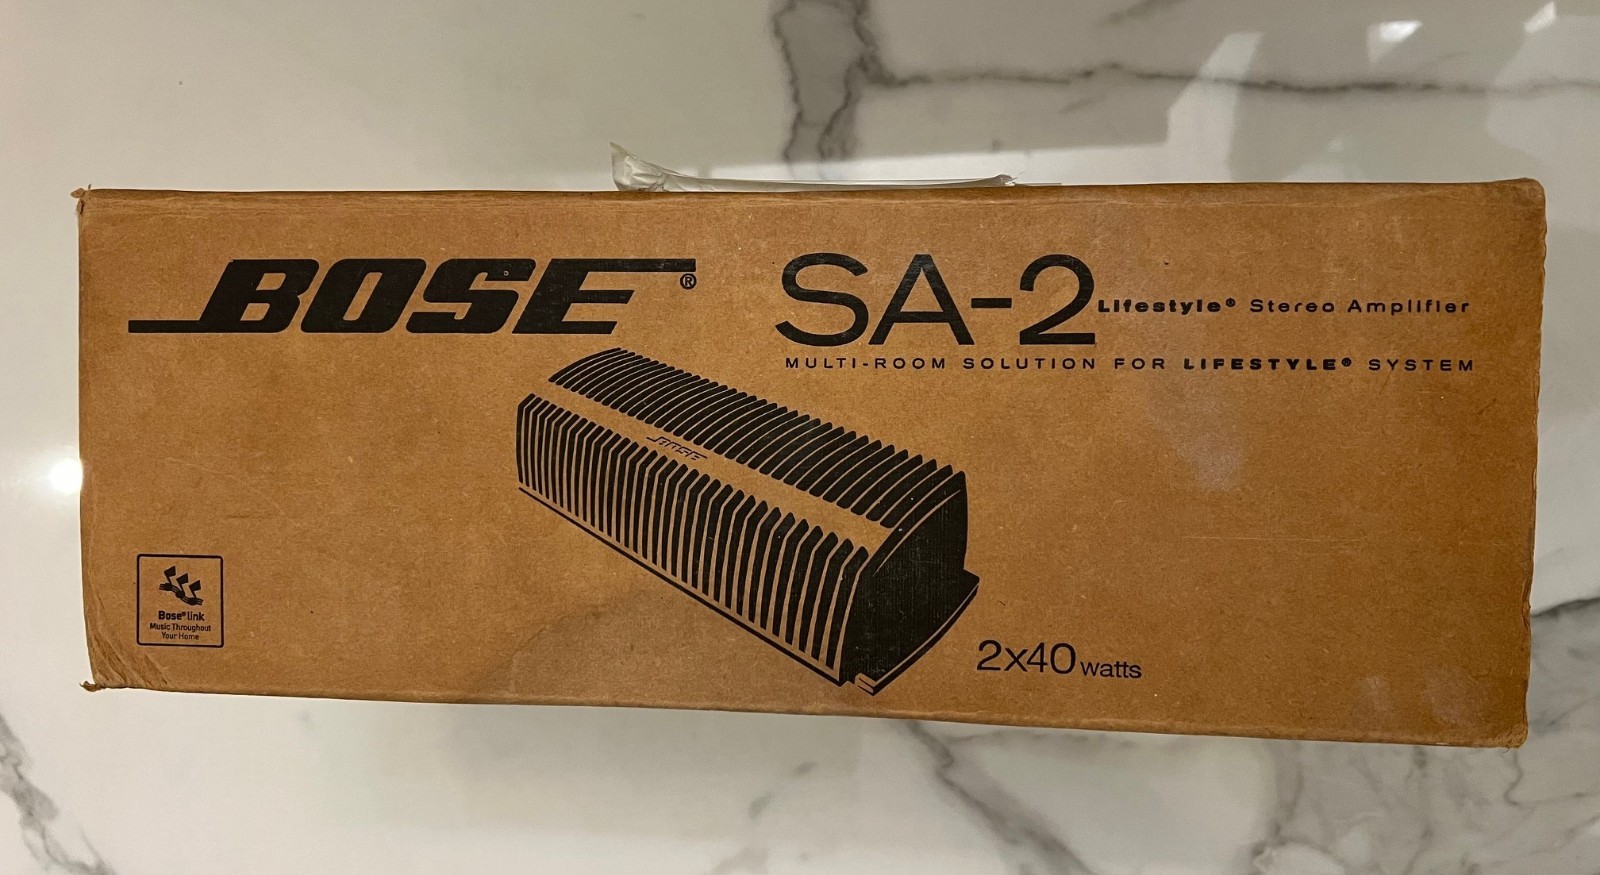 BOSE®
SA-2 Lifestyle® Stereo Amplifier
MULTI-ROOM SOLUTION FOR LIFESTYLE® SYSTEM
BOSE
Bose® link
Music Throughout
Your Home
2x40 watts